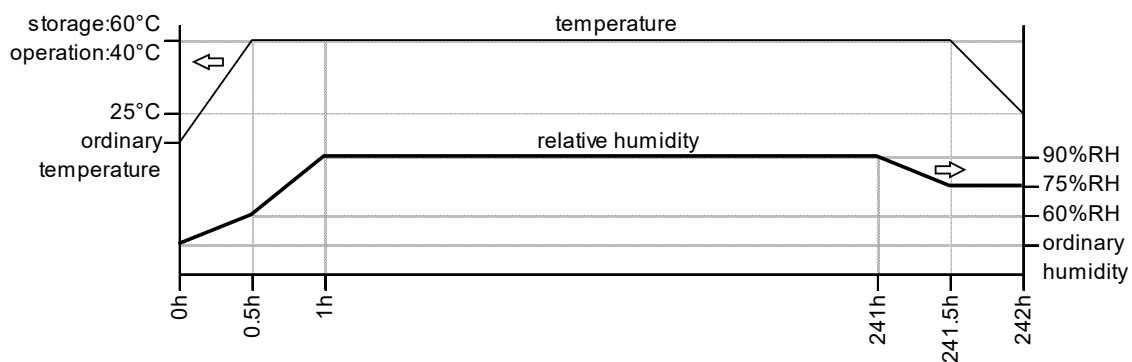 storage:60°C
temperature
operation:40°C
25°C
ordinary
temperature
relative humidity
90%RH
75%RH
60%RH
ordinary
humidity
0h
0.5h
1h
241h
241.5h
242h